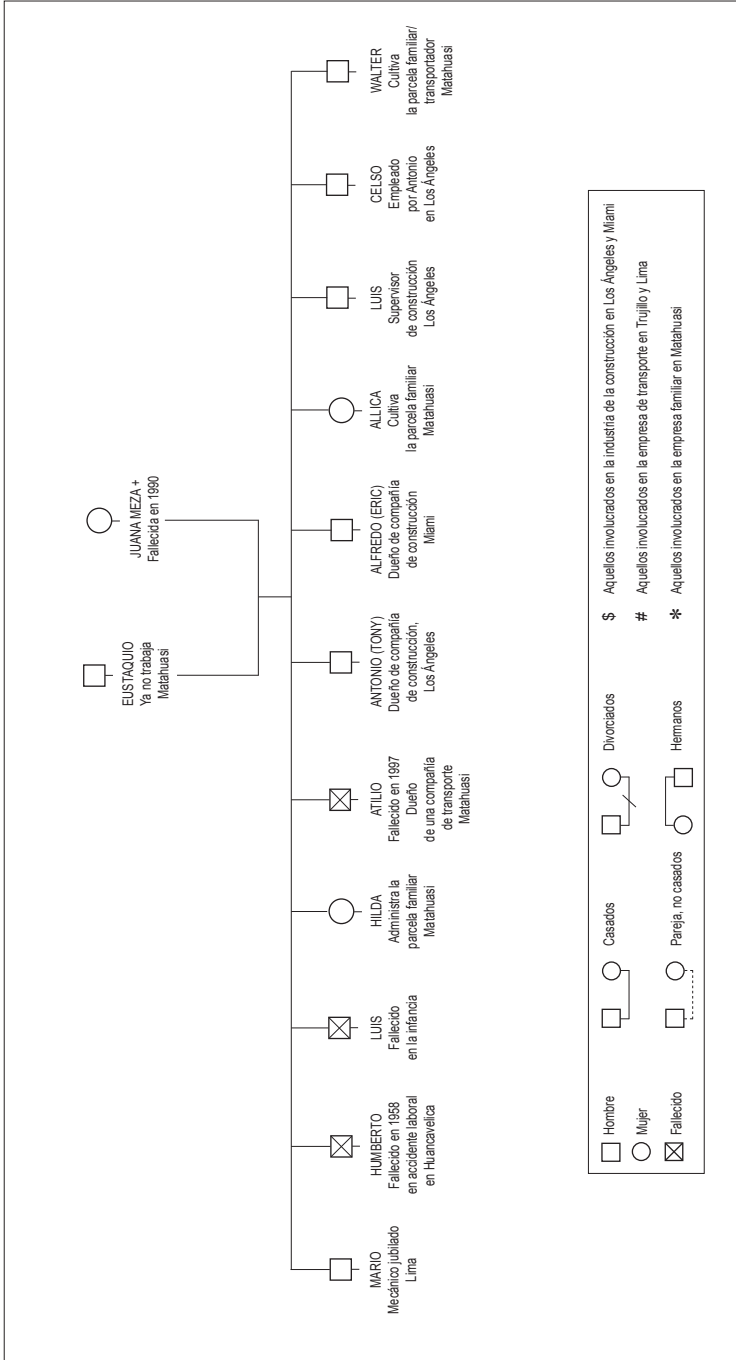 EUSTAQUIO
Ya no trabaja
Matahuasi
JUANA MEZA +
Fallecida en 1990
MARIO
Mecánico jubilado
Lima
HUMBERTO
Fallecido en 1958
en accidente laboral
en Huancavelica
LUIS
Fallecido
en la infancia
HILDA
Administra la
parcela familiar
Matahuasi
ATILIO
Fallecido en 1997
Dueño
de una compañía
de transporte
Matahuasi
ANTONIO (TONY)
Dueño de compañía
de construcción,
Los Ángeles
ALFREDO (ERIC)
Dueño de compañía
de construcción
Miami
ALLICA
Cultiva
la parcela familiar
Matahuasi
LUIS
Supervisor
de construcción
Los Ángeles
CELSO
Empleado
por Antonio
en Los Ángeles
WALTER
Cultiva
la parcela familiar/
transportador
Matahuasi
Hombre
Mujer
Fallecido
Casados
Pareja, no casados
Divorciados
Hermanos
$ Aquellos involucrados en la industria de la construcción en Los Ángeles y Miami
# Aquellos involucrados en la empresa de transporte en Trujillo y Lima
* Aquellos involucrados en la empresa familiar en Matahuasi